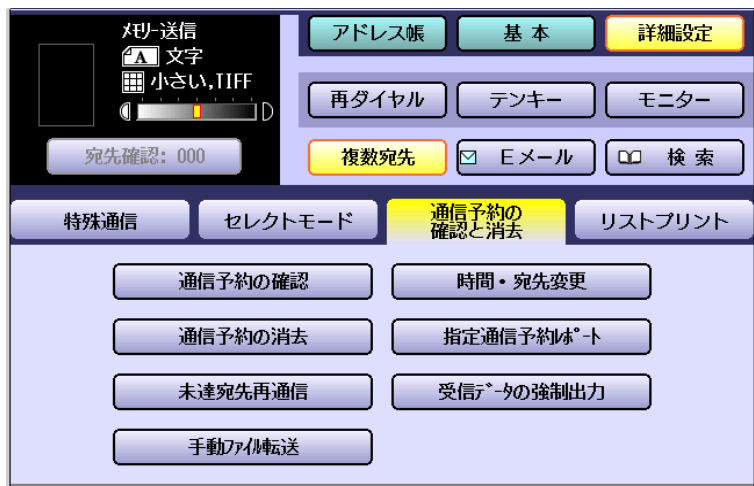 メモリー送信
A 文字
小さい,TIFF
宛先確認: 000
アドレス帳
基 本
詳細設定
再ダイヤル
テンキー
モニター
複数宛先
Eメール
検 索
特殊通信
セレクトモード
通信予約の
確認と消去
リストプリント
通信予約の確認
時間・宛先変更
通信予約の消去
指定通信予約ﾚﾎﾟｰﾄ
未達宛先再通信
受信ﾃﾞｰﾀの強制出力
手動ﾌｧｲﾙ転送